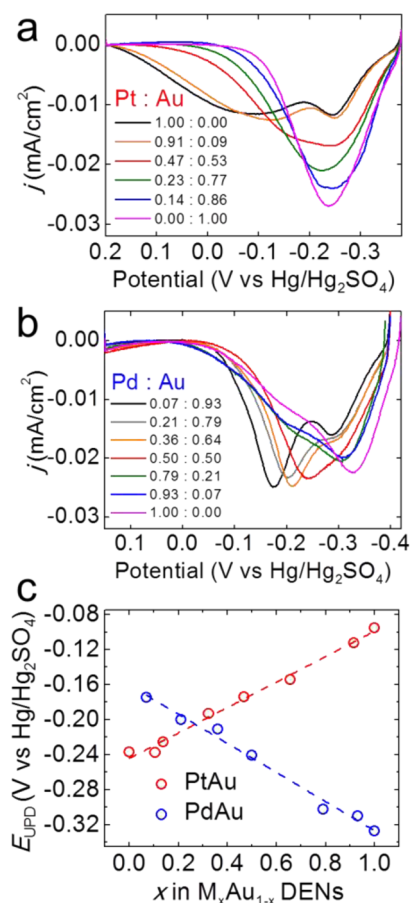 a
0.00
-0.01
-0.02
-0.03
j (mA/cm²)
Pt : Au
1.00 : 0.00
0.91 : 0.09
0.47 : 0.53
0.23 : 0.77
0.14 : 0.86
0.00 : 1.00
0.2 0.1 0.0 -0.1 -0.2 -0.3
Potential (V vs Hg/Hg₂SO₄)
b
0.00
-0.01
-0.02
-0.03
j (mA/cm²)
Pd : Au
0.07 : 0.93
0.21 : 0.79
0.36 : 0.64
0.50 : 0.50
0.79 : 0.21
0.93 : 0.07
1.00 : 0.00
0.1 0.0 -0.1 -0.2 -0.3 -0.4
Potential (V vs Hg/Hg₂SO₄)
c
-0.08
-0.16
-0.20
-0.24
-0.28
-0.32
E_UPD (V vs Hg/Hg₂SO₄)
PtAu
PdAu
0.0 0.2 0.4 0.6 0.8 1.0
x in MₓAu₁₋ₓ DENs